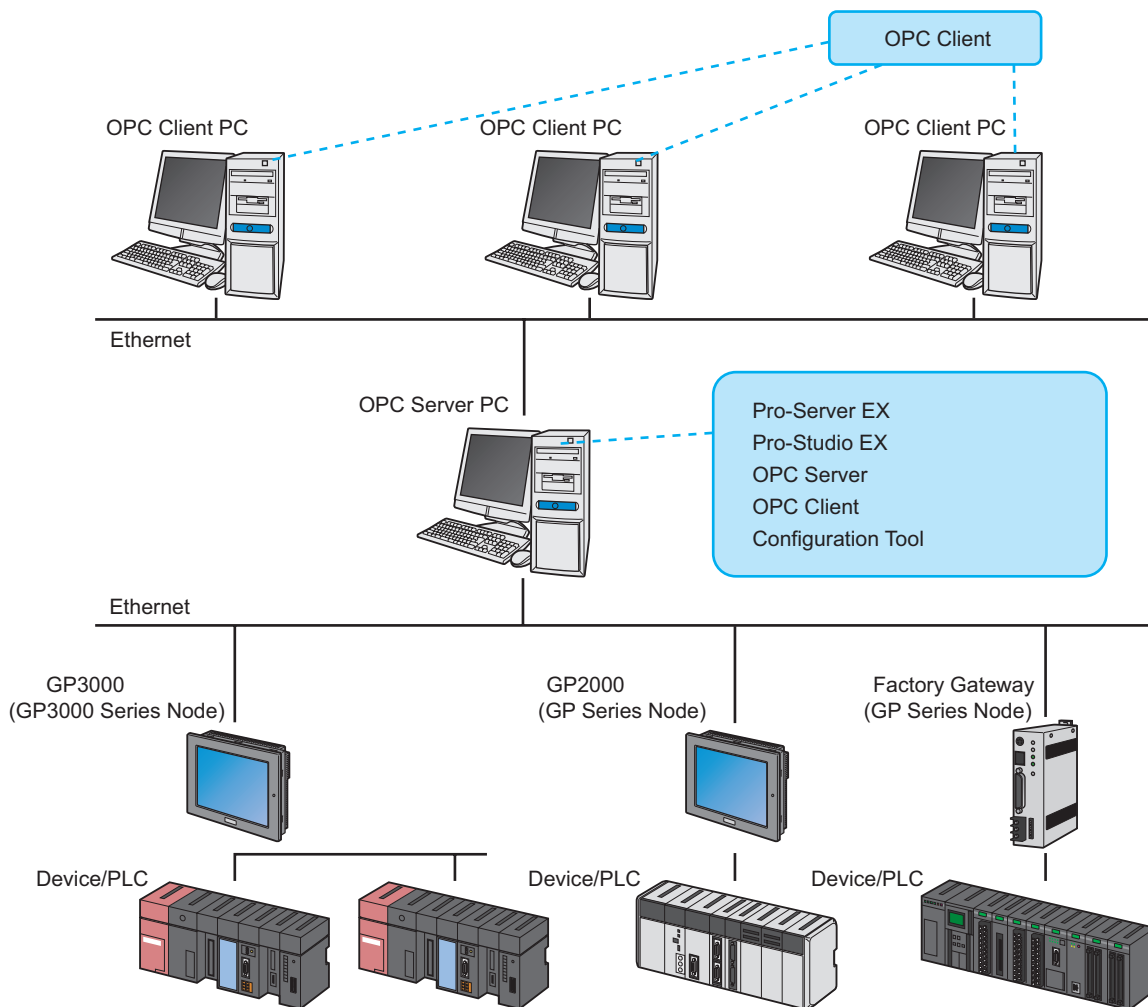 OPC Client
OPC Client PC
OPC Client PC
OPC Client PC
Ethernet
OPC Server PC
Pro-Server EX
Pro-Studio EX
OPC Server
OPC Client
Configuration Tool
Ethernet
GP3000
(GP3000 Series Node)
GP2000
(GP Series Node)
Factory Gateway
(GP Series Node)
Device/PLC
Device/PLC
Device/PLC